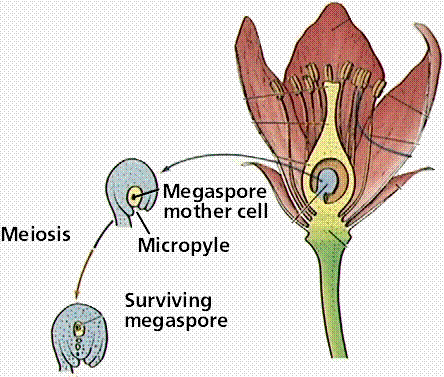 Megaspore
mother cell
Meiosis
Micropyle
Surviving
megaspore